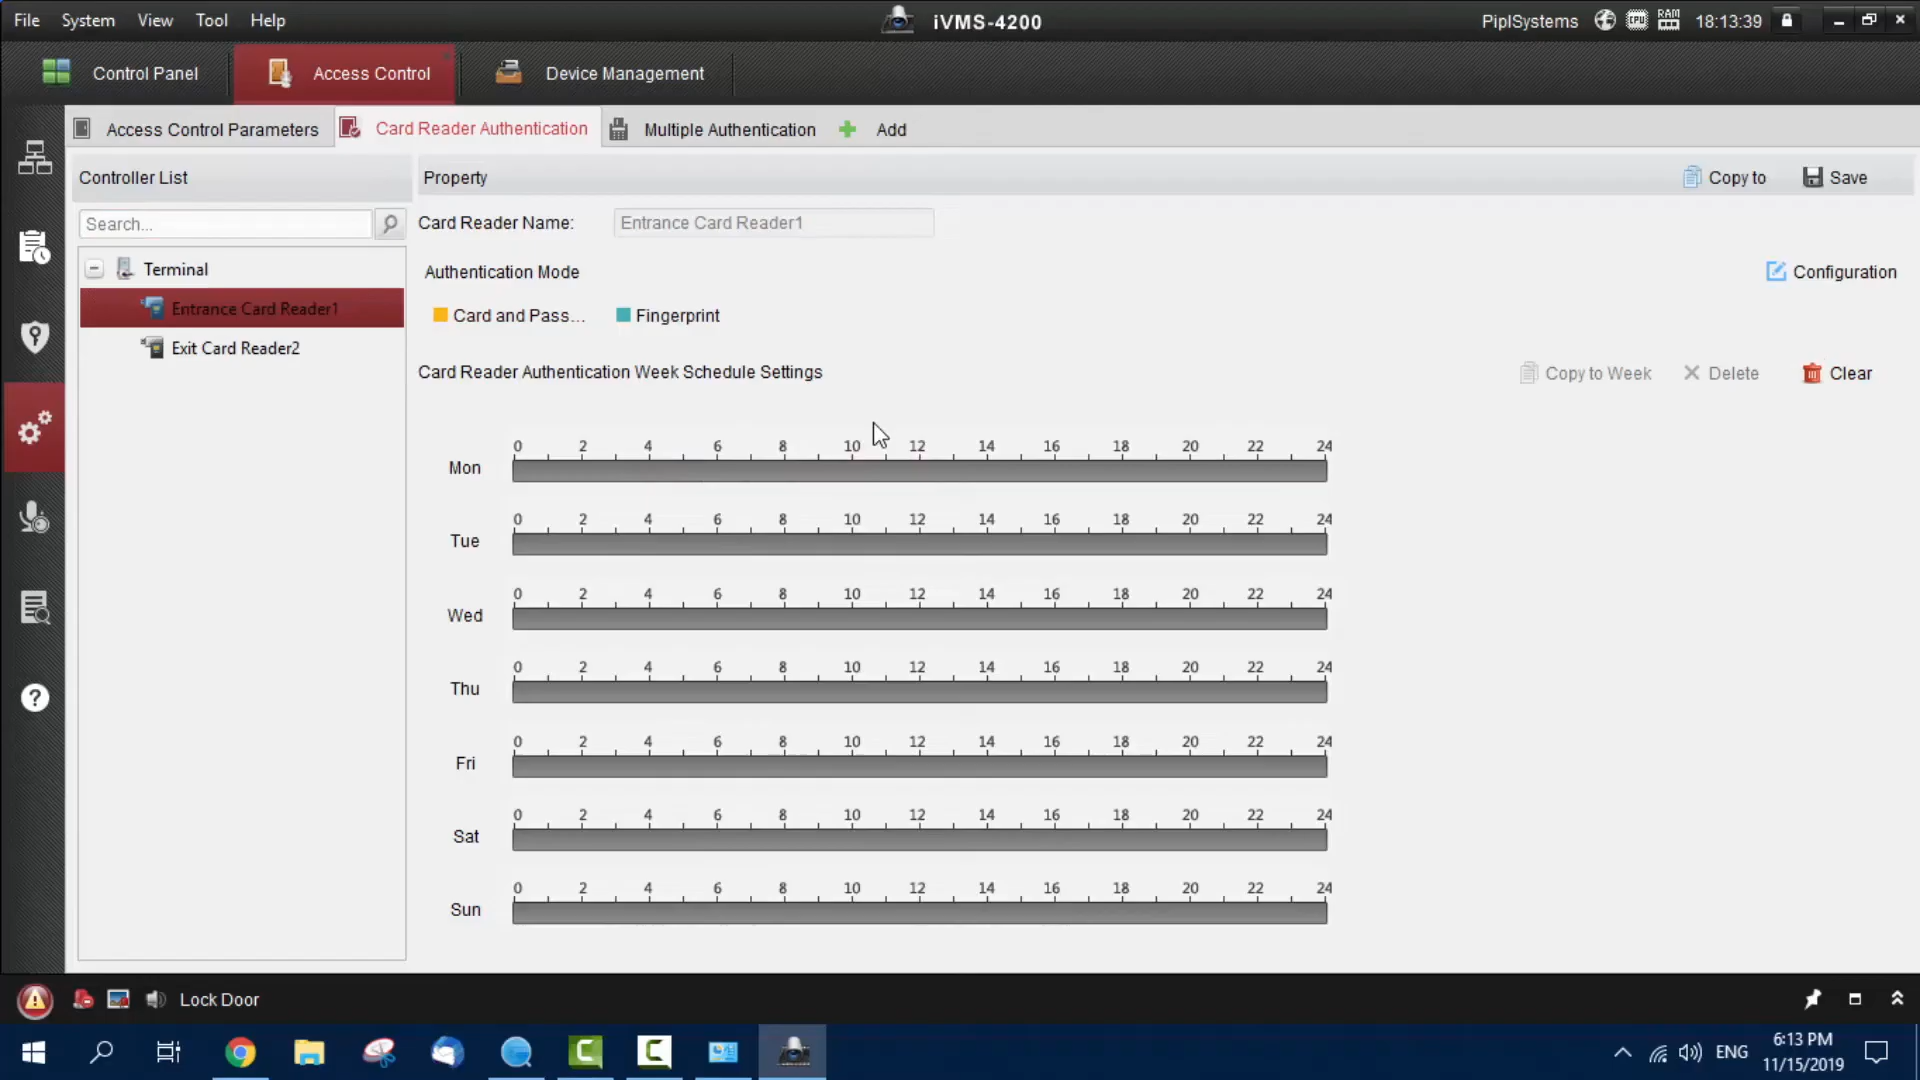 File System View Tool Help
iVMS-4200
PiplSystems CPU RAM 18:13:39
Control Panel Access Control Device Management
Access Control Parameters Card Reader Authentication Multiple Authentication Add
Controller List
Property
Copy to Save
Search...
Card Reader Name: Entrance Card Reader1
Terminal
Authentication Mode
Configuration
Entrance Card Reader1
Card and Pass... Fingerprint
Exit Card Reader2
Card Reader Authentication Week Schedule Settings
Copy to Week Delete Clear
0 2 4 6 8 10 12 14 16 18 20 22 24
Mon
0 2 4 6 8 10 12 14 16 18 20 22 24
Tue
0 2 4 6 8 10 12 14 16 18 20 22 24
Wed
0 2 4 6 8 10 12 14 16 18 20 22 24
Thu
0 2 4 6 8 10 12 14 16 18 20 22 24
Fri
0 2 4 6 8 10 12 14 16 18 20 22 24
Sat
0 2 4 6 8 10 12 14 16 18 20 22 24
Sun
Lock Door
ENG
6:13 PM
11/15/2019